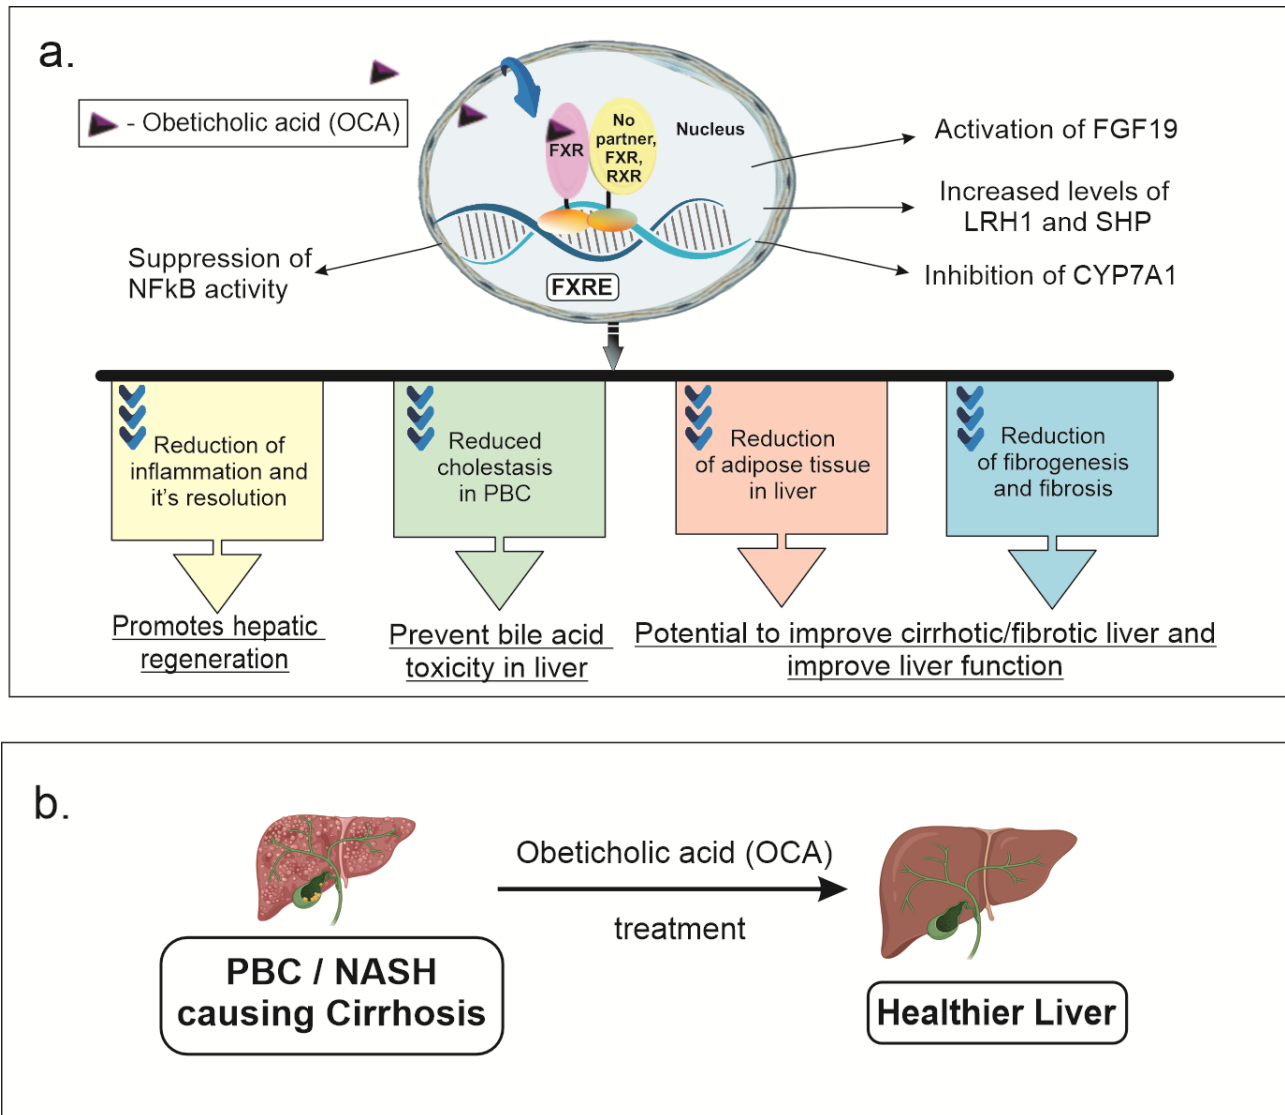 a.
- Obeticholic acid (OCA)
FXR
No
partner,
FXR,
RXR
Nucleus
FXRE
Activation of FGF19
Increased levels of
LRH1 and SHP
Inhibition of CYP7A1
Suppression of
NFkB activity
Reduction of
inflammation and
it's resolution
Reduced
cholestasis
in PBC
Reduction
of adipose tissue
in liver
Reduction
of fibrogenesis
and fibrosis
Promotes hepatic
regeneration
Prevent bile acid
toxicity in liver
Potential to improve cirrhotic/fibrotic liver and
improve liver function
b.
Obeticholic acid (OCA)
treatment
PBC / NASH
causing Cirrhosis
Healthier Liver